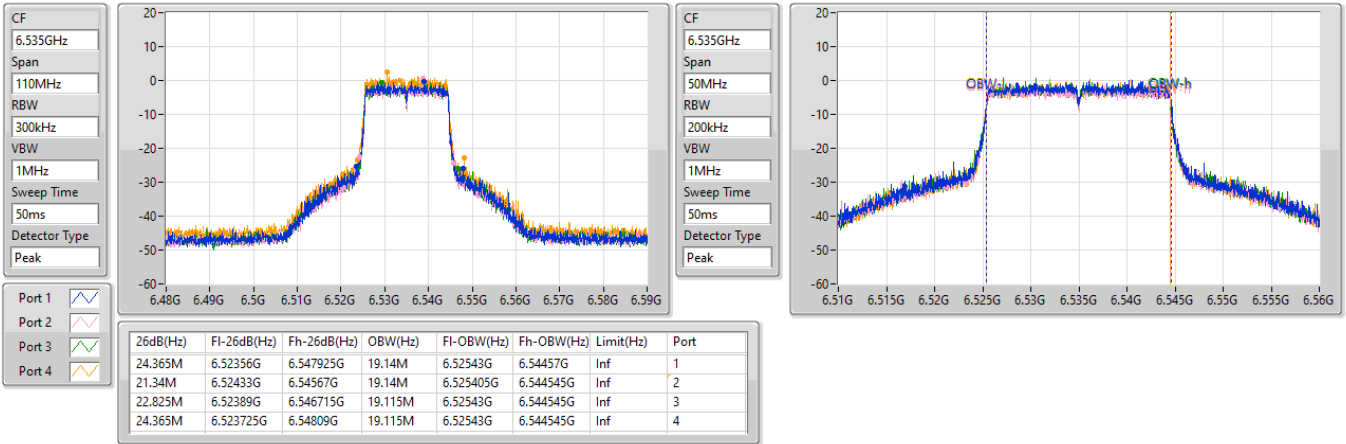 CF
6.535GHz
Span
110MHz
RBW
300kHz
VBW
1MHz
Sweep Time
50ms
Detector Type
Peak
20-
10-
0-
-10-
-20-
-30-
-40-
-50-
-60-
6.48G 6.49G 6.5G 6.51G 6.52G 6.53G 6.54G 6.55G 6.56G 6.57G 6.58G 6.59G
CF
6.535GHz
Span
50MHz
RBW
200kHz
VBW
1MHz
Sweep Time
50ms
Detector Type
Peak
20-
10-
0-
-10-
-20-
-30-
-40-
-50-
-60-
OBW-h
6.51G 6.515G 6.52G 6.525G 6.53G 6.535G 6.54G 6.545G 6.55G 6.555G 6.56G
Port 1
Port 2
Port 3
Port 4
26dB(Hz) Fl-26dB(Hz) Fh-26dB(Hz) OBW(Hz) Fl-OBW(Hz) Fh-OBW(Hz) Limit(Hz) Port
24.365M 6.52356G 6.547925G 19.14M 6.52543G 6.54457G Inf 1
21.34M 6.52433G 6.54567G 19.14M 6.525405G 6.544545G Inf 2
22.825M 6.52389G 6.546715G 19.115M 6.52543G 6.544545G Inf 3
24.365M 6.523725G 6.54809G 19.115M 6.52543G 6.544545G Inf 4